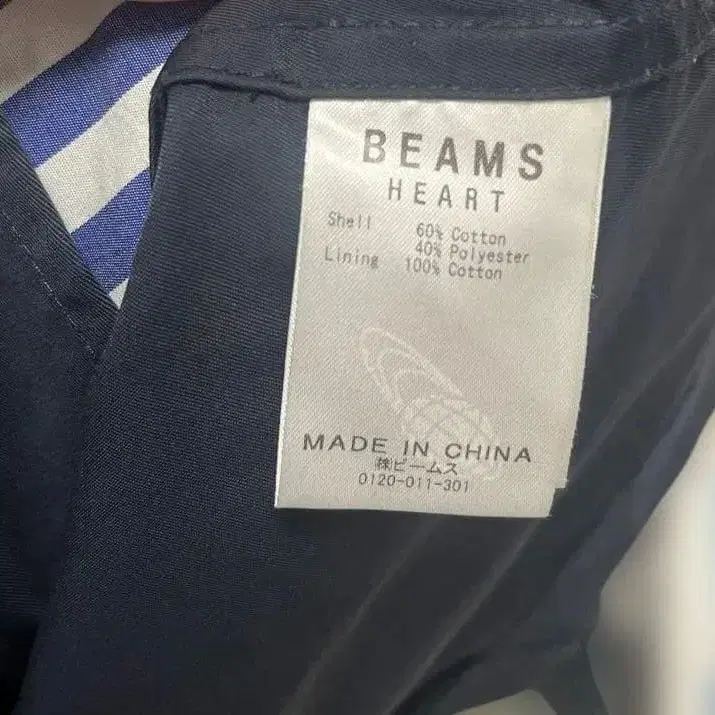 BEAMS
HEART
Shell 60% Cotton
40% Polyester
Lining 100% Cotton
MADE IN CHINA
㈱ビームス
0120-011-301